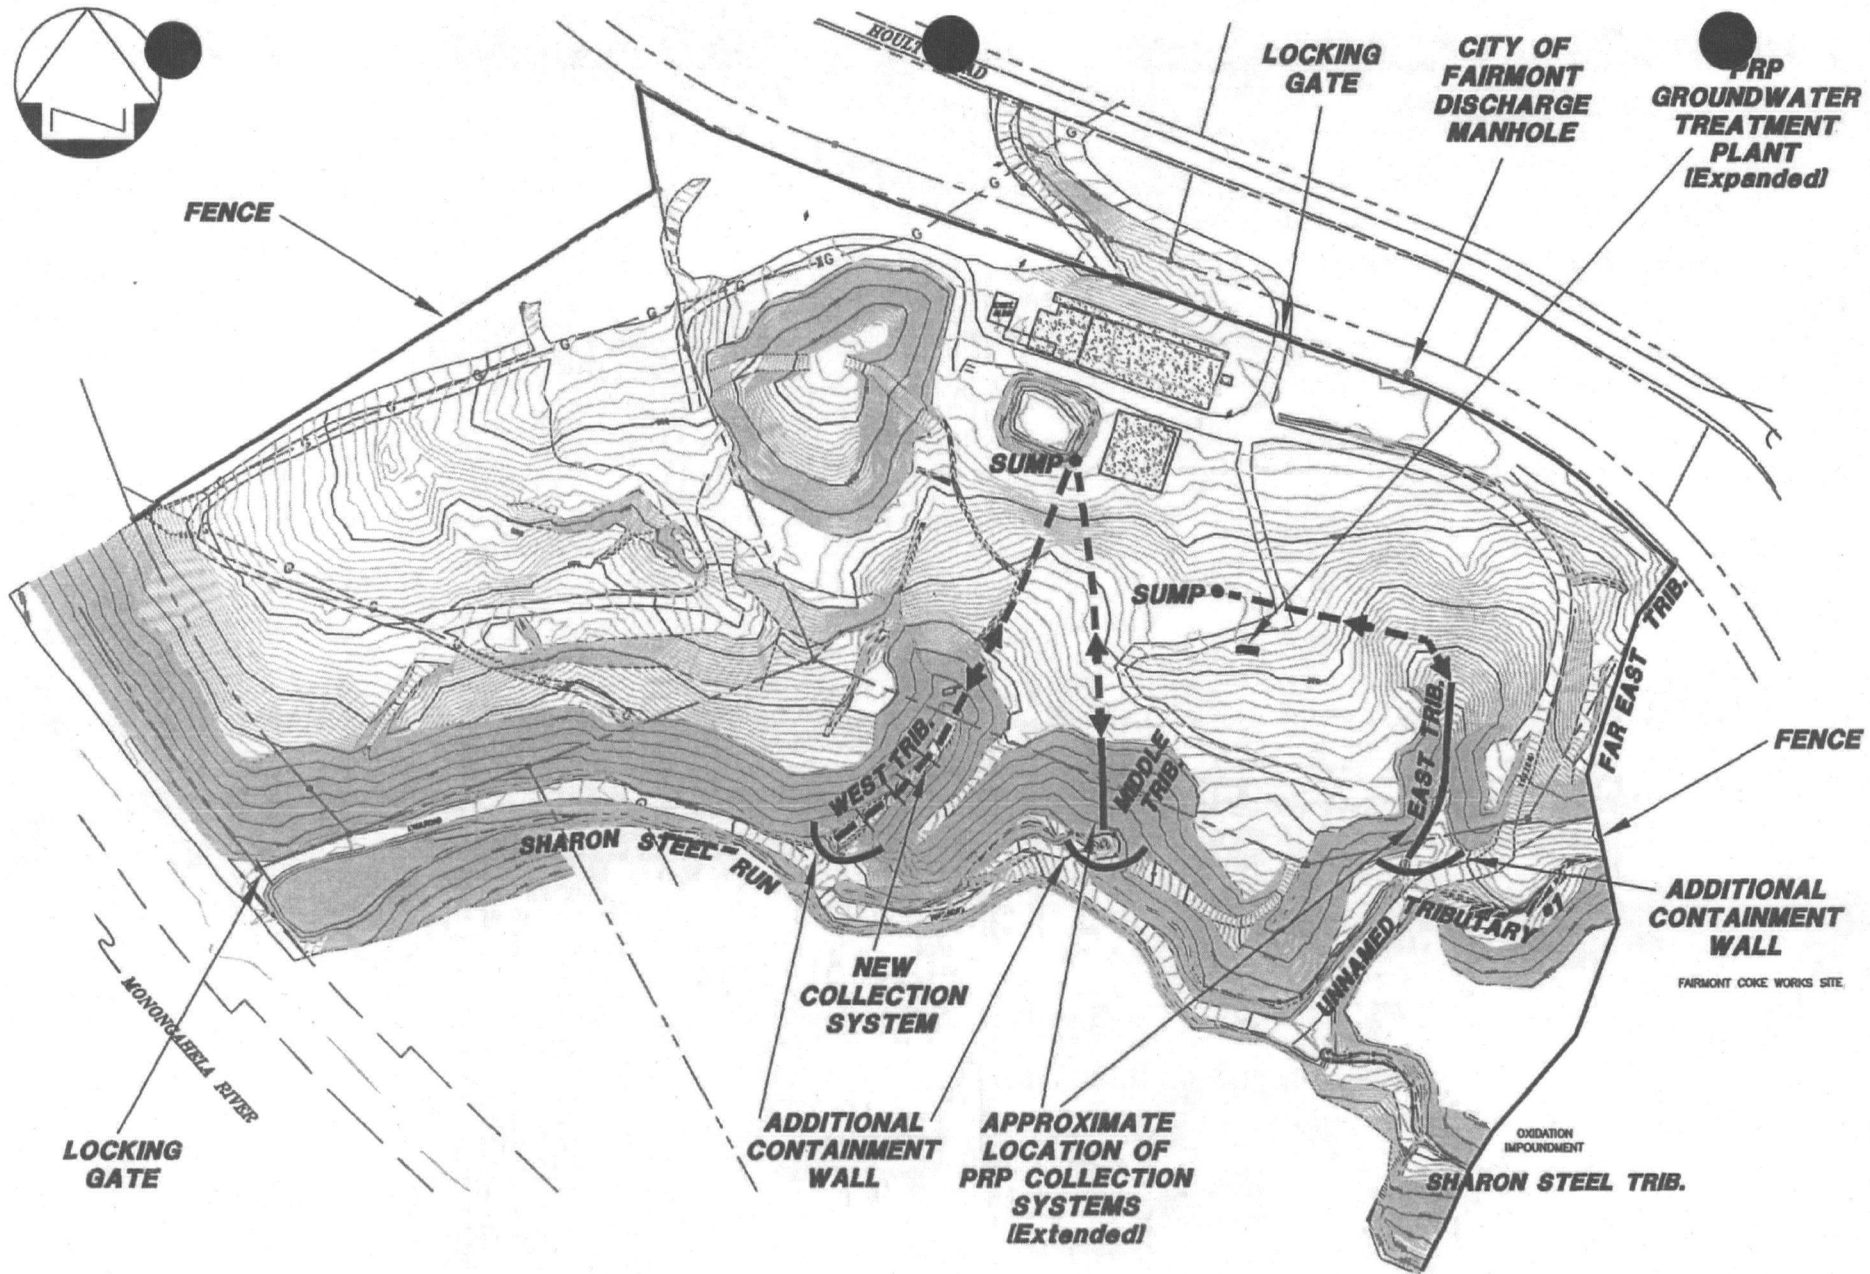 LOCKING
GATE
CITY OF
FAIRMONT
DISCHARGE
MANHOLE
PRP
GROUNDWATER
TREATMENT
PLANT
(Expanded)
FENCE
G
G
G
G
G
G
G
G
G
SUMP
SUMP
FAR EAST TRIB.
FENCE
WEST TRIB.
MIDDLE
TRIB.
EAST TRIB.
SHARON STEEL RUN
UNNAMED TRIBUTARY #1
ADDITIONAL
CONTAINMENT
WALL
FAIRMONT COKE WORKS SITE
NEW
COLLECTION
SYSTEM
MONONGAHELA RIVER
LOCKING
GATE
ADDITIONAL
CONTAINMENT
WALL
APPROXIMATE
LOCATION OF
PRP COLLECTION
SYSTEMS
(Extended)
OXIDATION
IMPOUNDMENT
SHARON STEEL TRIB.